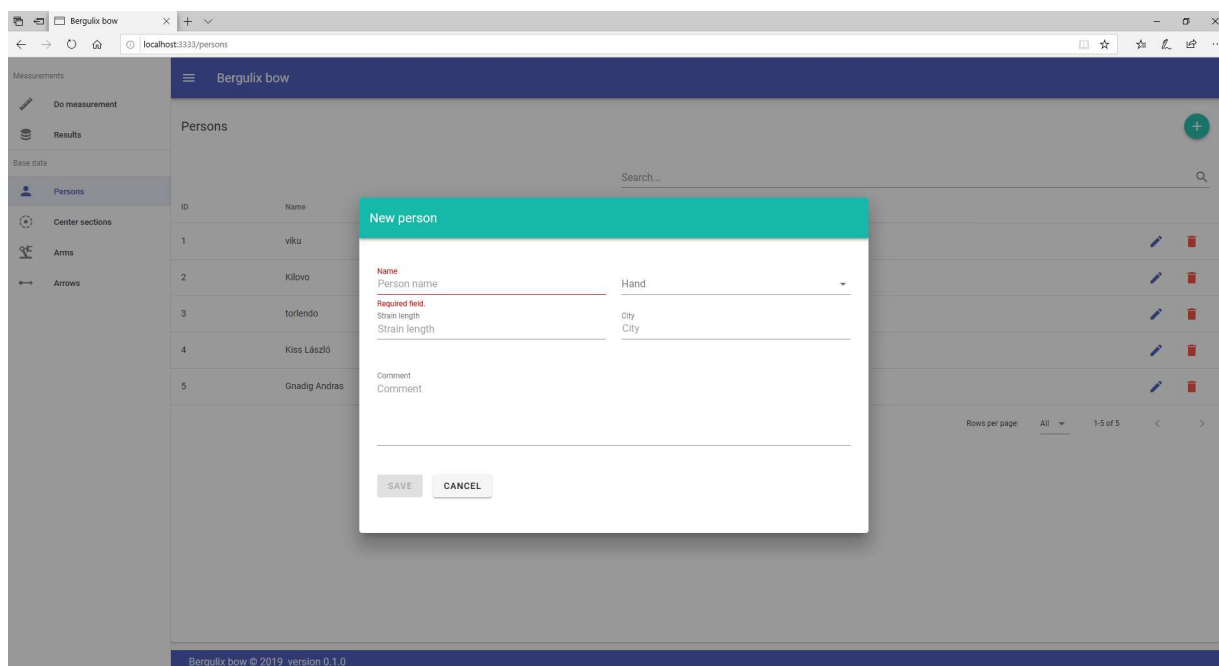 Bergulix bow
localhost:3333/persons
Measurements
Do measurement
Results
Base data
Persons
Center sections
Arms
Arrows
Bergulix bow
Persons
Search...
ID Name
1 viku
2 Kilovo
3 torlendo
4 Kiss László
5 Gnadig Andras
Rows per page: All 1-5 of 5
New person
Name
Person name
Hand
Required field.
Strain length City
Strain length City
Comment
Comment
SAVE CANCEL
Bergulix bow © 2019 version 0.1.0